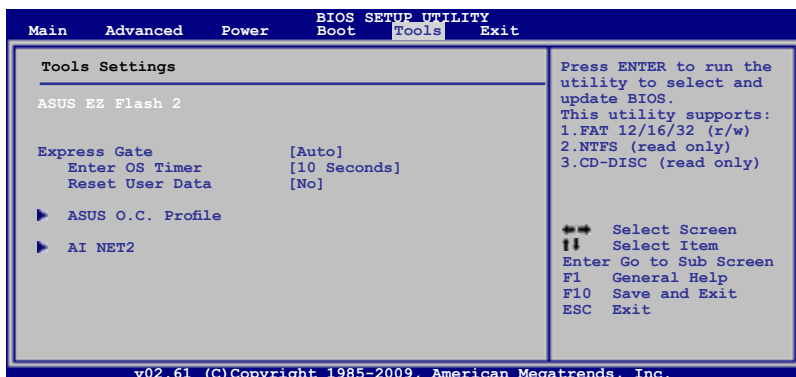 BIOS SETUP UTILITY
Main Advanced Power Boot Tools Exit
Tools Settings
ASUS EZ Flash 2
Express Gate [Auto]
Enter OS Timer [10 Seconds]
Reset User Data [No]
ASUS O.C. Profile
AI NET2
Press ENTER to run the
utility to select and
update BIOS.
This utility supports:
1.FAT 12/16/32 (r/w)
2.NTFS (read only)
3.CD-DISC (read only)
Select Screen
Select Item
Enter Go to Sub Screen
F1 General Help
F10 Save and Exit
ESC Exit
v02.61 (C)Copyright 1985-2009, American Megatrends, Inc.